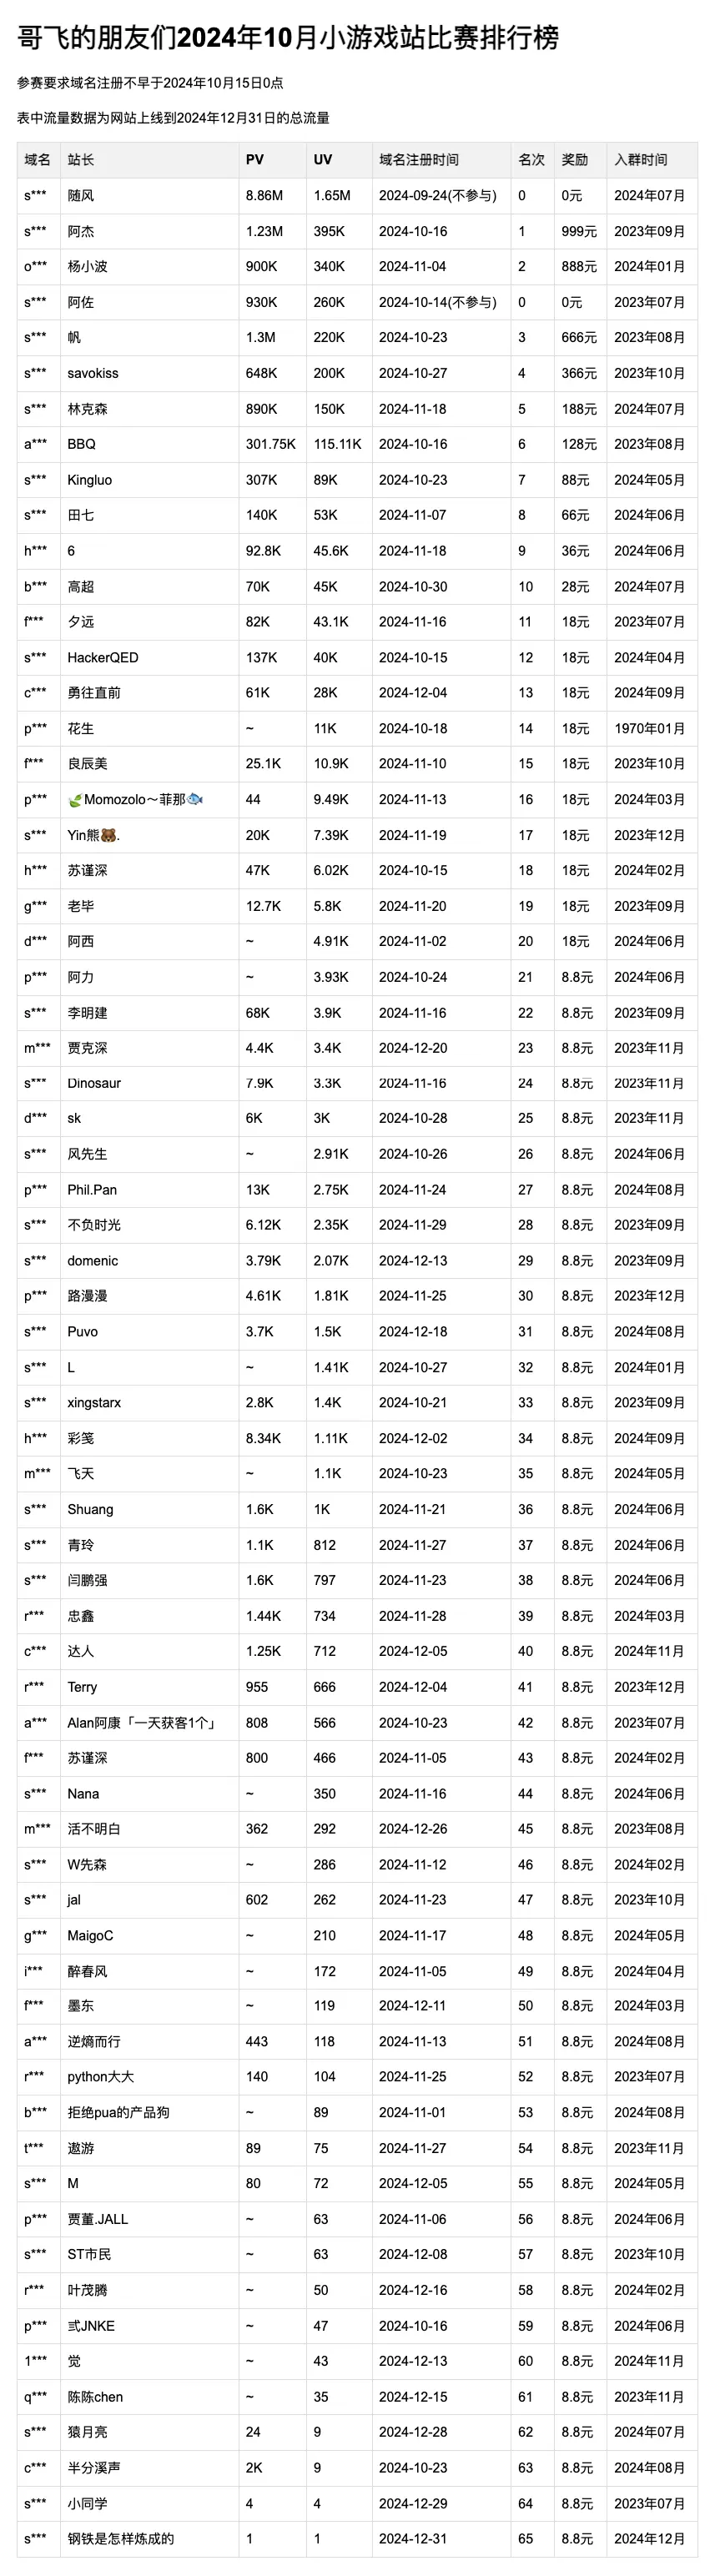 哥飞的朋友们2024年10月小游戏站比赛排行榜
参赛要求域名注册不早于2024年10月15日0点
表中流量数据为网站上线到2024年12月31日的总流量
域名 站长 PV UV 域名注册时间 名次 奖励 入群时间
s*** 随风 8.86M 1.65M 2024-09-24(不参与) 0 0元 2024年07月
s*** 阿杰 1.23M 395K 2024-10-16 1 999元 2023年09月
o*** 杨小波 900K 340K 2024-11-04 2 888元 2024年01月
s*** 阿佐 930K 260K 2024-10-14(不参与) 0 0元 2023年07月
s*** 帆 1.3M 220K 2024-10-23 3 666元 2023年08月
s*** savokiss 648K 200K 2024-10-27 4 366元 2023年10月
s*** 林克森 890K 150K 2024-11-18 5 188元 2024年07月
a*** BBQ 301.75K 115.11K 2024-10-16 6 128元 2023年08月
s*** Kingluo 307K 89K 2024-10-23 7 88元 2024年05月
s*** 田七 140K 53K 2024-11-07 8 66元 2024年06月
h*** 6 92.8K 45.6K 2024-11-18 9 36元 2024年06月
b*** 高超 70K 45K 2024-10-30 10 28元 2024年07月
f*** 夕远 82K 43.1K 2024-11-16 11 18元 2023年07月
s*** HackerQED 137K 40K 2024-10-15 12 18元 2024年04月
c*** 勇往直前 61K 28K 2024-12-04 13 18元 2024年09月
p*** 花生 ~ 11K 2024-10-18 14 18元 1970年01月
f*** 良辰美 25.1K 10.9K 2024-11-10 15 18元 2023年10月
p*** 🍃Momozolo～菲那🐟 44 9.49K 2024-11-13 16 18元 2024年03月
s*** Yin熊🐻. 20K 7.39K 2024-11-19 17 18元 2023年12月
h*** 苏谨深 47K 6.02K 2024-10-15 18 18元 2024年02月
g*** 老毕 12.7K 5.8K 2024-11-20 19 18元 2023年09月
d*** 阿西 ~ 4.91K 2024-11-02 20 18元 2024年06月
p*** 阿力 ~ 3.93K 2024-10-24 21 8.8元 2024年06月
s*** 李明建 68K 3.9K 2024-11-16 22 8.8元 2023年09月
m*** 贾克深 4.4K 3.4K 2024-12-20 23 8.8元 2023年11月
s*** Dinosaur 7.9K 3.3K 2024-11-16 24 8.8元 2023年11月
d*** sk 6K 3K 2024-10-28 25 8.8元 2023年11月
s*** 风先生 ~ 2.91K 2024-10-26 26 8.8元 2024年06月
p*** Phil.Pan 13K 2.75K 2024-11-24 27 8.8元 2024年08月
s*** 不负时光 6.12K 2.35K 2024-11-29 28 8.8元 2023年09月
s*** domenic 3.79K 2.07K 2024-12-13 29 8.8元 2023年09月
p*** 路漫漫 4.61K 1.81K 2024-11-25 30 8.8元 2023年12月
s*** Puvo 3.7K 1.5K 2024-12-18 31 8.8元 2024年08月
s*** L ~ 1.41K 2024-10-27 32 8.8元 2024年01月
s*** xingstarx 2.8K 1.4K 2024-10-21 33 8.8元 2023年09月
h*** 彩笺 8.34K 1.11K 2024-12-02 34 8.8元 2024年09月
m*** 飞天 ~ 1.1K 2024-10-23 35 8.8元 2024年05月
s*** Shuang 1.6K 1K 2024-11-21 36 8.8元 2024年06月
s*** 青玲 1.1K 812 2024-11-27 37 8.8元 2024年06月
s*** 闫鹏强 1.6K 797 2024-11-23 38 8.8元 2024年06月
r*** 忠鑫 1.44K 734 2024-11-28 39 8.8元 2024年03月
c*** 达人 1.25K 712 2024-12-05 40 8.8元 2024年11月
r*** Terry 955 666 2024-12-04 41 8.8元 2023年12月
a*** Alan阿康「一天获客1个」 808 566 2024-10-23 42 8.8元 2023年07月
f*** 苏谨深 800 466 2024-11-05 43 8.8元 2024年02月
s*** Nana ~ 350 2024-11-16 44 8.8元 2024年06月
m*** 活不明白 362 292 2024-12-26 45 8.8元 2023年08月
s*** W先森 ~ 286 2024-11-12 46 8.8元 2024年02月
s*** jal 602 262 2024-11-23 47 8.8元 2023年10月
g*** MaigoC ~ 210 2024-11-17 48 8.8元 2024年05月
i*** 醉春风 ~ 172 2024-11-05 49 8.8元 2024年04月
f*** 墨东 ~ 119 2024-12-11 50 8.8元 2024年03月
a*** 逆熵而行 443 118 2024-11-13 51 8.8元 2024年08月
r*** python大大 140 104 2024-11-25 52 8.8元 2023年07月
b*** 拒绝pua的产品狗 ~ 89 2024-11-01 53 8.8元 2024年08月
t*** 遨游 89 75 2024-11-27 54 8.8元 2023年11月
s*** M 80 72 2024-12-05 55 8.8元 2024年05月
p*** 贾董.JALL ~ 63 2024-11-06 56 8.8元 2024年06月
s*** ST市民 ~ 63 2024-12-08 57 8.8元 2023年10月
r*** 叶茂腾 ~ 50 2024-12-16 58 8.8元 2024年02月
p*** 弎JNKE ~ 47 2024-10-16 59 8.8元 2024年06月
1*** 觉 ~ 43 2024-12-13 60 8.8元 2024年11月
q*** 陈陈chen ~ 35 2024-12-15 61 8.8元 2023年11月
s*** 猿月亮 24 9 2024-12-28 62 8.8元 2024年07月
c*** 半分溪声 2K 9 2024-10-23 63 8.8元 2024年08月
s*** 小同学 4 4 2024-12-29 64 8.8元 2023年07月
s*** 钢铁是怎样炼成的 1 1 2024-12-31 65 8.8元 2024年12月